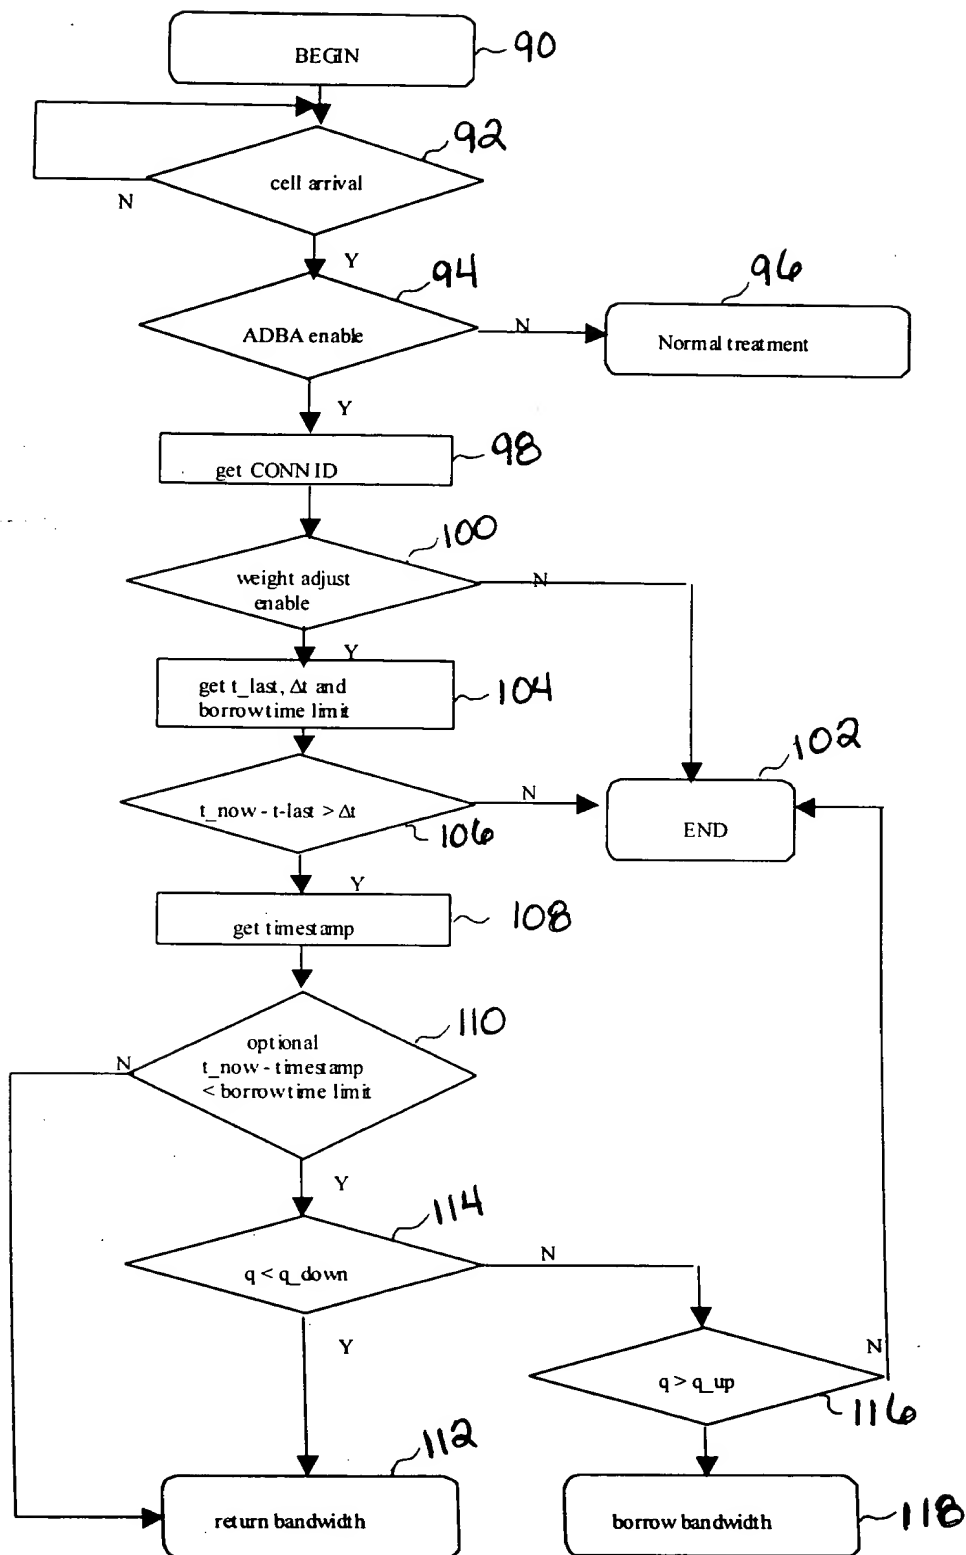 BEGIN
90
92
cell arrival
N
Y
94
96
ADBA enable
N
Normal treatment
Y
98
get CONN ID
100
weight adjust
enable
N
Y
get t_last, Δt and
borrow time limit
104
102
t_now - t-last > Δt
N
106
END
Y
get timestamp
108
110
optional
t_now - timestamp
< borrow time limit
N
Y
114
q < q_down
N
Y
N
q > q_up
116
112
return bandwidth
borrow bandwidth
118